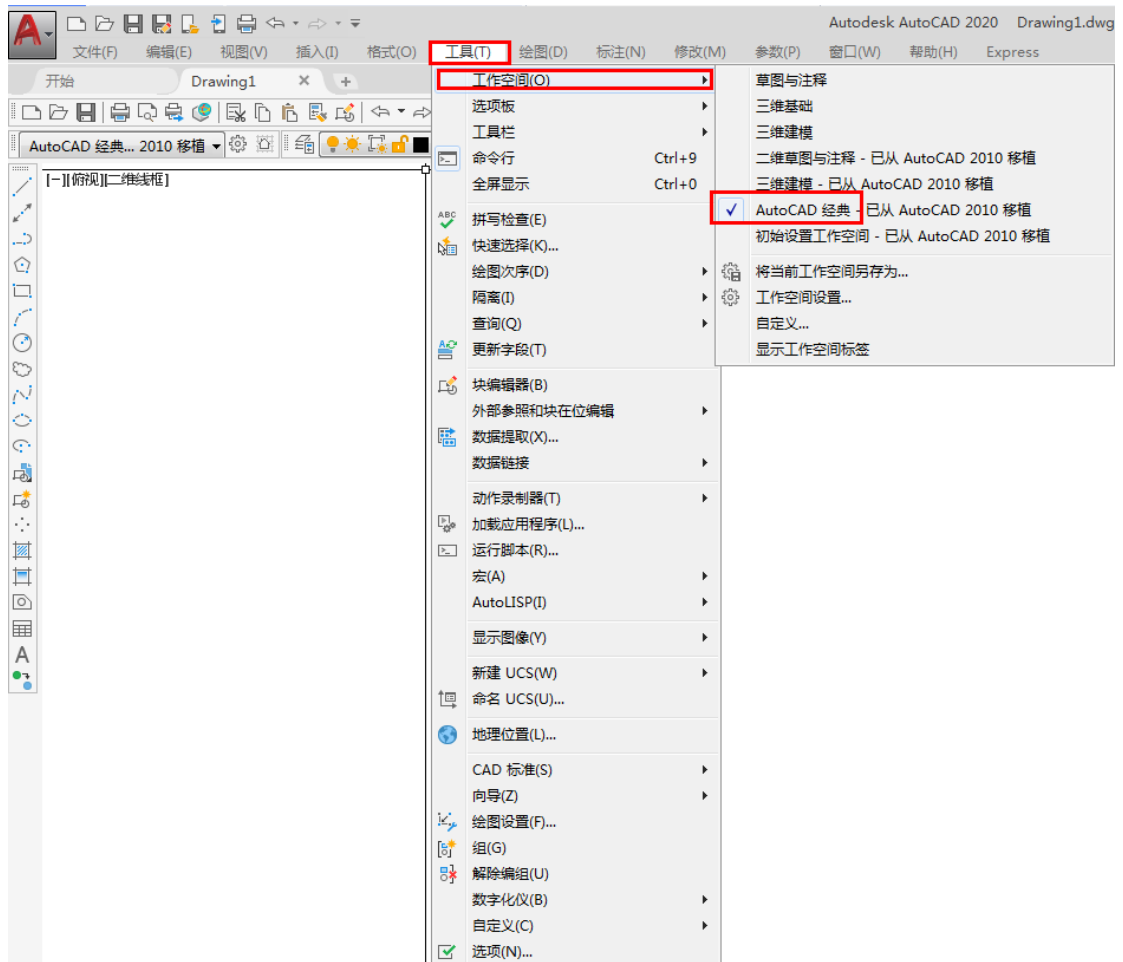 Autodesk AutoCAD 2020 Drawing1.dwg
文件(F) 编辑(E) 视图(V) 插入(I) 格式(O) 工具(T) 绘图(D) 标注(N) 修改(M) 参数(P) 窗口(W) 帮助(H) Express
开始 Drawing1
AutoCAD 经典... 2010 移植
[-][俯视][二维线框]
工作空间(O)
选项板
工具栏
命令行 Ctrl+9
全屏显示 Ctrl+0
拼写检查(E)
快速选择(K)...
绘图次序(D)
隔离(I)
查询(Q)
更新字段(T)
块编辑器(B)
外部参照和块在位编辑
数据提取(X)...
数据链接
动作录制器(T)
加载应用程序(L)...
运行脚本(R)...
宏(A)
AutoLISP(I)
显示图像(Y)
新建 UCS(W)
命名 UCS(U)...
地理位置(L)...
CAD 标准(S)
向导(Z)
绘图设置(F)...
组(G)
解除编组(U)
数字化仪(B)
自定义(C)
选项(N)...
草图与注释
三维基础
三维建模
二维草图与注释 - 已从 AutoCAD 2010 移植
三维建模 - 已从 AutoCAD 2010 移植
AutoCAD 经典 - 已从 AutoCAD 2010 移植
初始设置工作空间 - 已从 AutoCAD 2010 移植
将当前工作空间另存为...
工作空间设置...
自定义...
显示工作空间标签